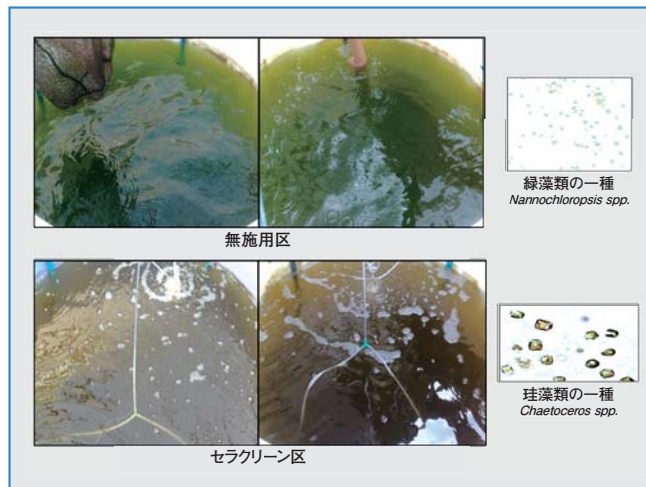 無施用区
緑藻類の一種
Nannochloropsis spp.
セラクリーン区
珪藻類の一種
Chaetoceros spp.